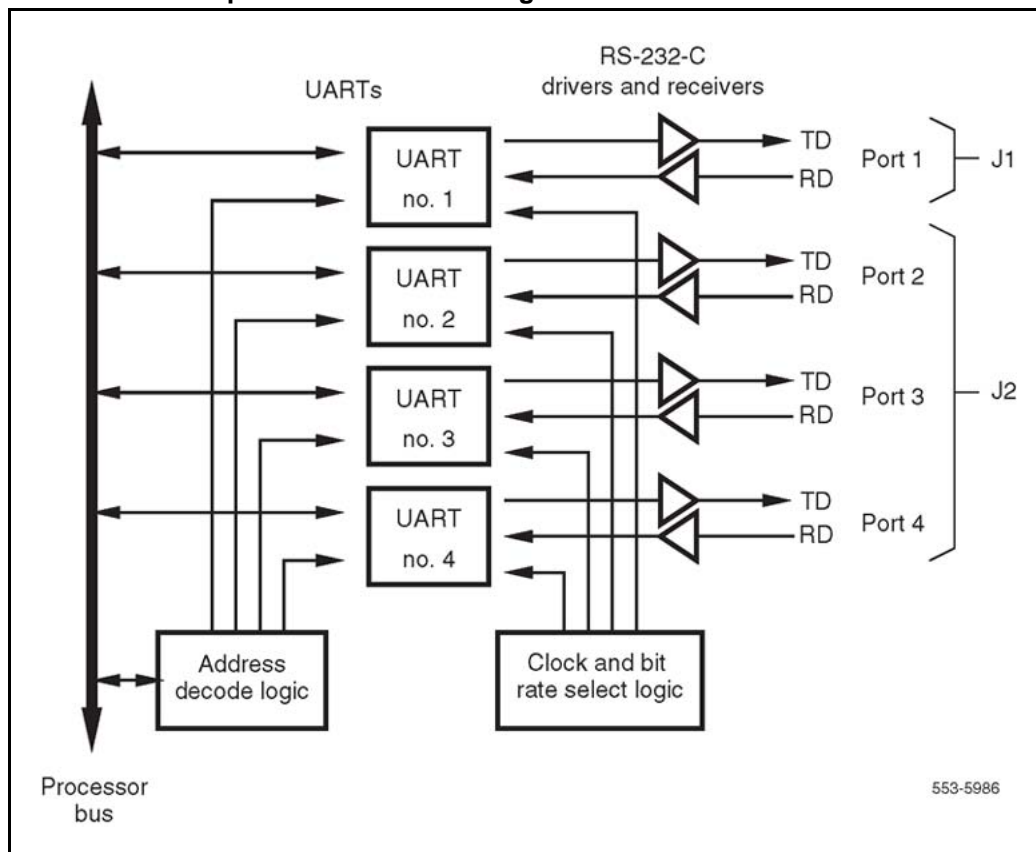 RS-232-C
drivers and receivers
UARTs
UART
no. 1
TD
RD
Port 1
J1
UART
no. 2
TD
RD
Port 2
UART
no. 3
TD
RD
Port 3
J2
UART
no. 4
TD
RD
Port 4
Address
decode logic
Clock and bit
rate select logic
Processor
bus
553-5986